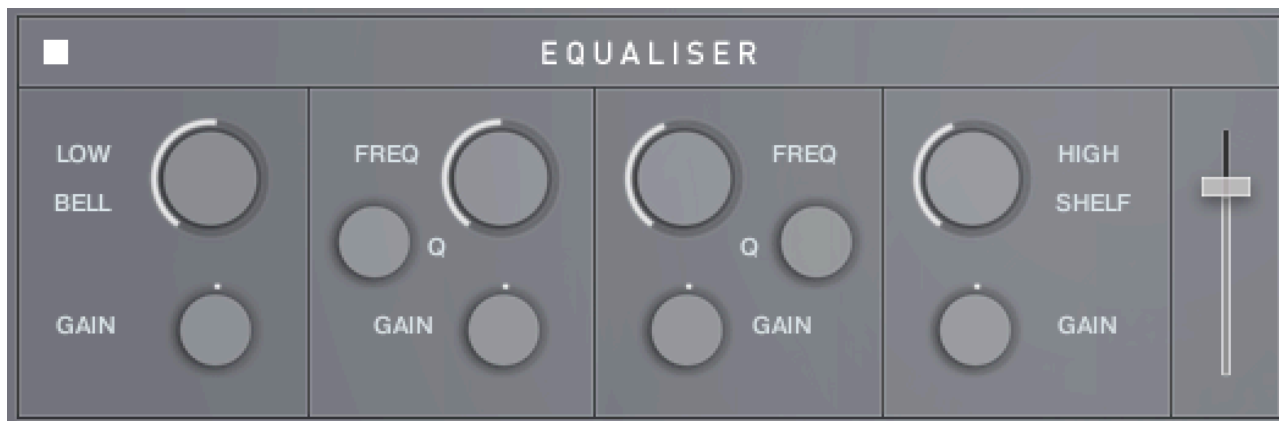 EQUALISER
LOW FREQ FREQ HIGH
BELL SHELF
Q Q
GAIN GAIN GAIN GAIN